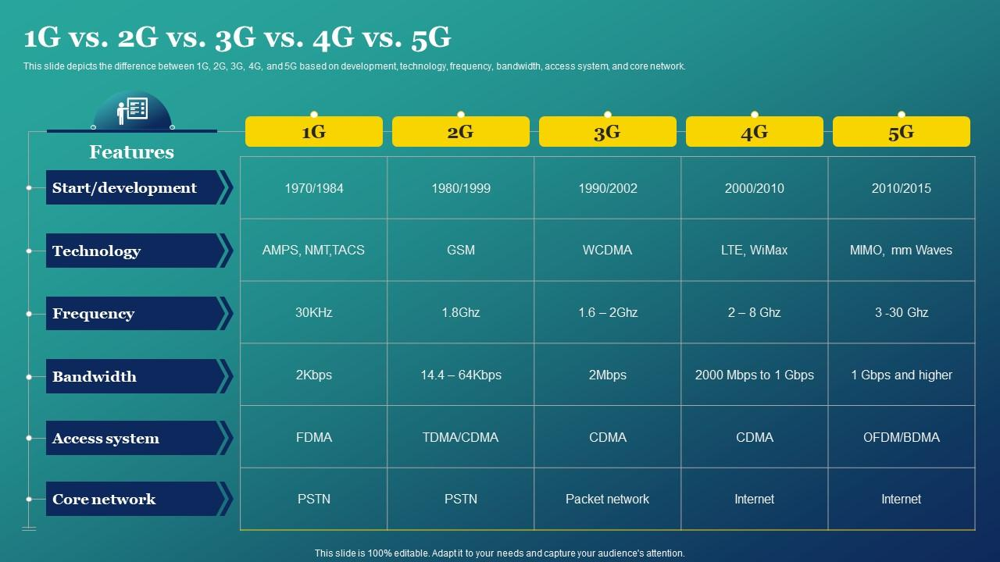 1G vs. 2G vs. 3G vs. 4G vs. 5G
This slide depicts the difference between 1G, 2G, 3G, 4G, and 5G based on development, technology, frequency, bandwidth, access system, and core network.
Features 1G 2G 3G 4G 5G
Start/development 1970/1984 1980/1999 1990/2002 2000/2010 2010/2015
Technology AMPS, NMT,TACS GSM WCDMA LTE, WiMax MIMO, mm Waves
Frequency 30KHz 1.8Ghz 1.6 – 2Ghz 2 – 8 Ghz 3 -30 Ghz
Bandwidth 2Kbps 14.4 – 64Kbps 2Mbps 2000 Mbps to 1 Gbps 1 Gbps and higher
Access system FDMA TDMA/CDMA CDMA CDMA OFDM/BDMA
Core network PSTN PSTN Packet network Internet Internet
This slide is 100% editable. Adapt it to your needs and capture your audience's attention.